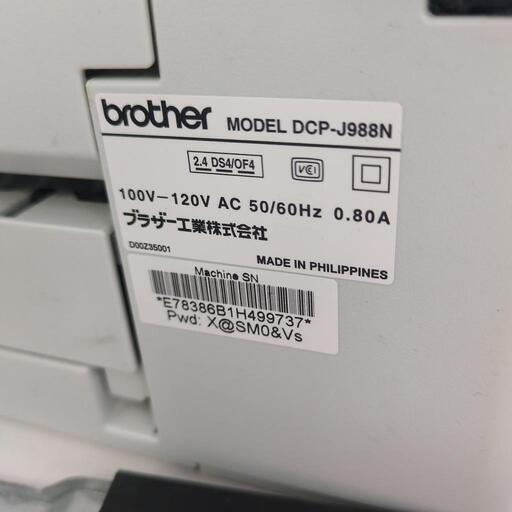 brother MODEL DCP-J988N
2.4 DS4/OF4 VCCI
100V-120V AC 50/60Hz 0.80A
ブラザー工業株式会社
D00Z35001
MADE IN PHILIPPINES
Machine SN
*E78386B1H499737*
Pwd: X@SM0&Vs